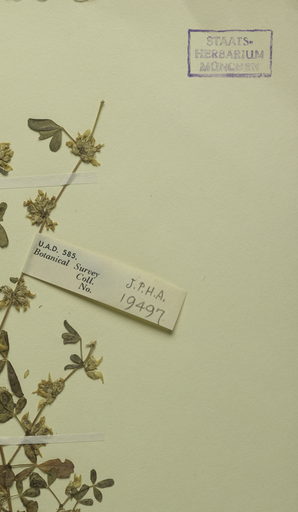 STAATS-
HERBARIUM
MÜNCHEN
U.A.D. 585.
Botanical Survey
Coll.
No.
J.P.H.A.
19497